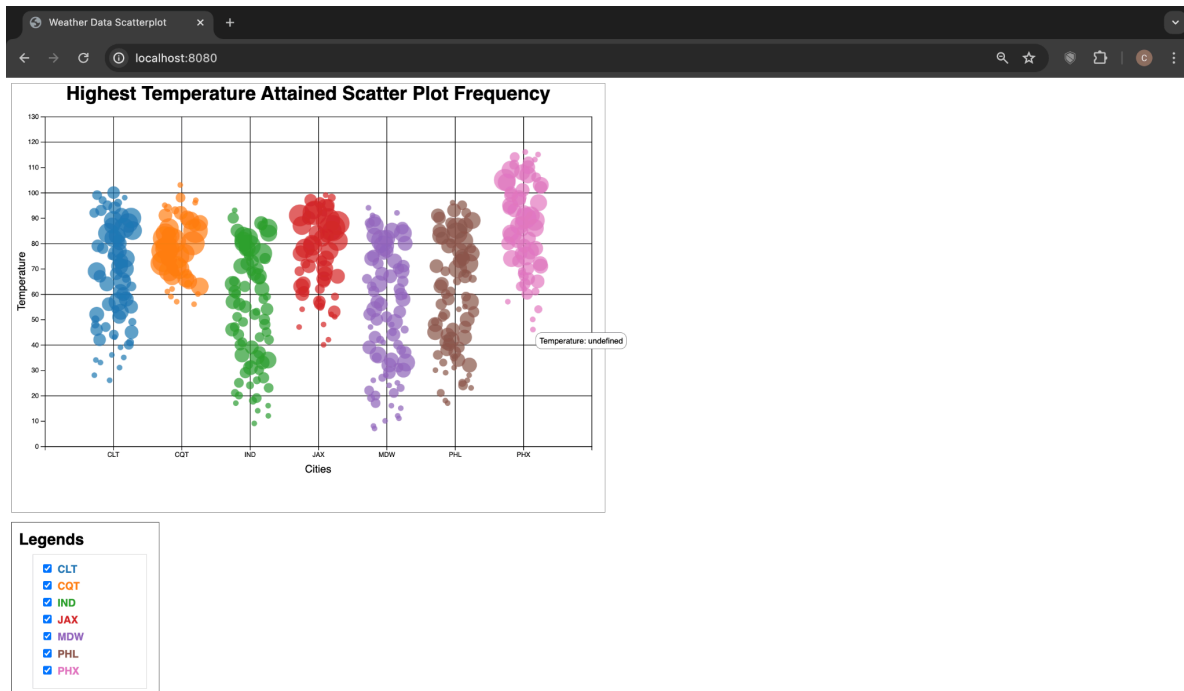 Weather Data Scatterplot
localhost:8080
C
Highest Temperature Attained Scatter Plot Frequency
130
120
110
100
90
80
70
60
50
40
30
20
10
0
Temperature
Temperature: undefined
CLT CQT IND JAX MDW PHL PHX
Cities
Legends
CLT
CQT
IND
JAX
MDW
PHL
PHX